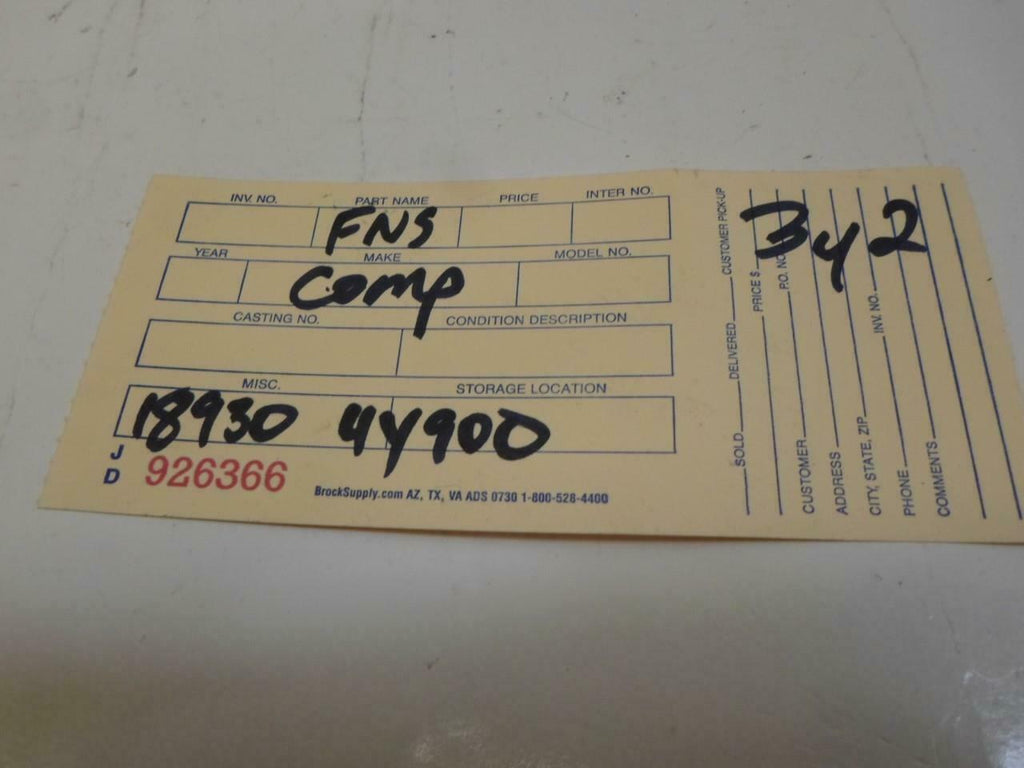 INV. NO. PART NAME PRICE INTER NO.
FNS
YEAR MAKE MODEL NO.
Comp
CASTING NO. CONDITION DESCRIPTION
MISC. STORAGE LOCATION
18930 4Y900
J
D 926366
BrockSupply.com AZ, TX, VA ADS 0730 1-800-528-4400
SOLD DELIVERED CUSTOMER PICK-UP
PRICE $ P.O. NO.
CUSTOMER
ADDRESS
CITY, STATE, ZIP INV. NO.
PHONE
COMMENTS
3y2